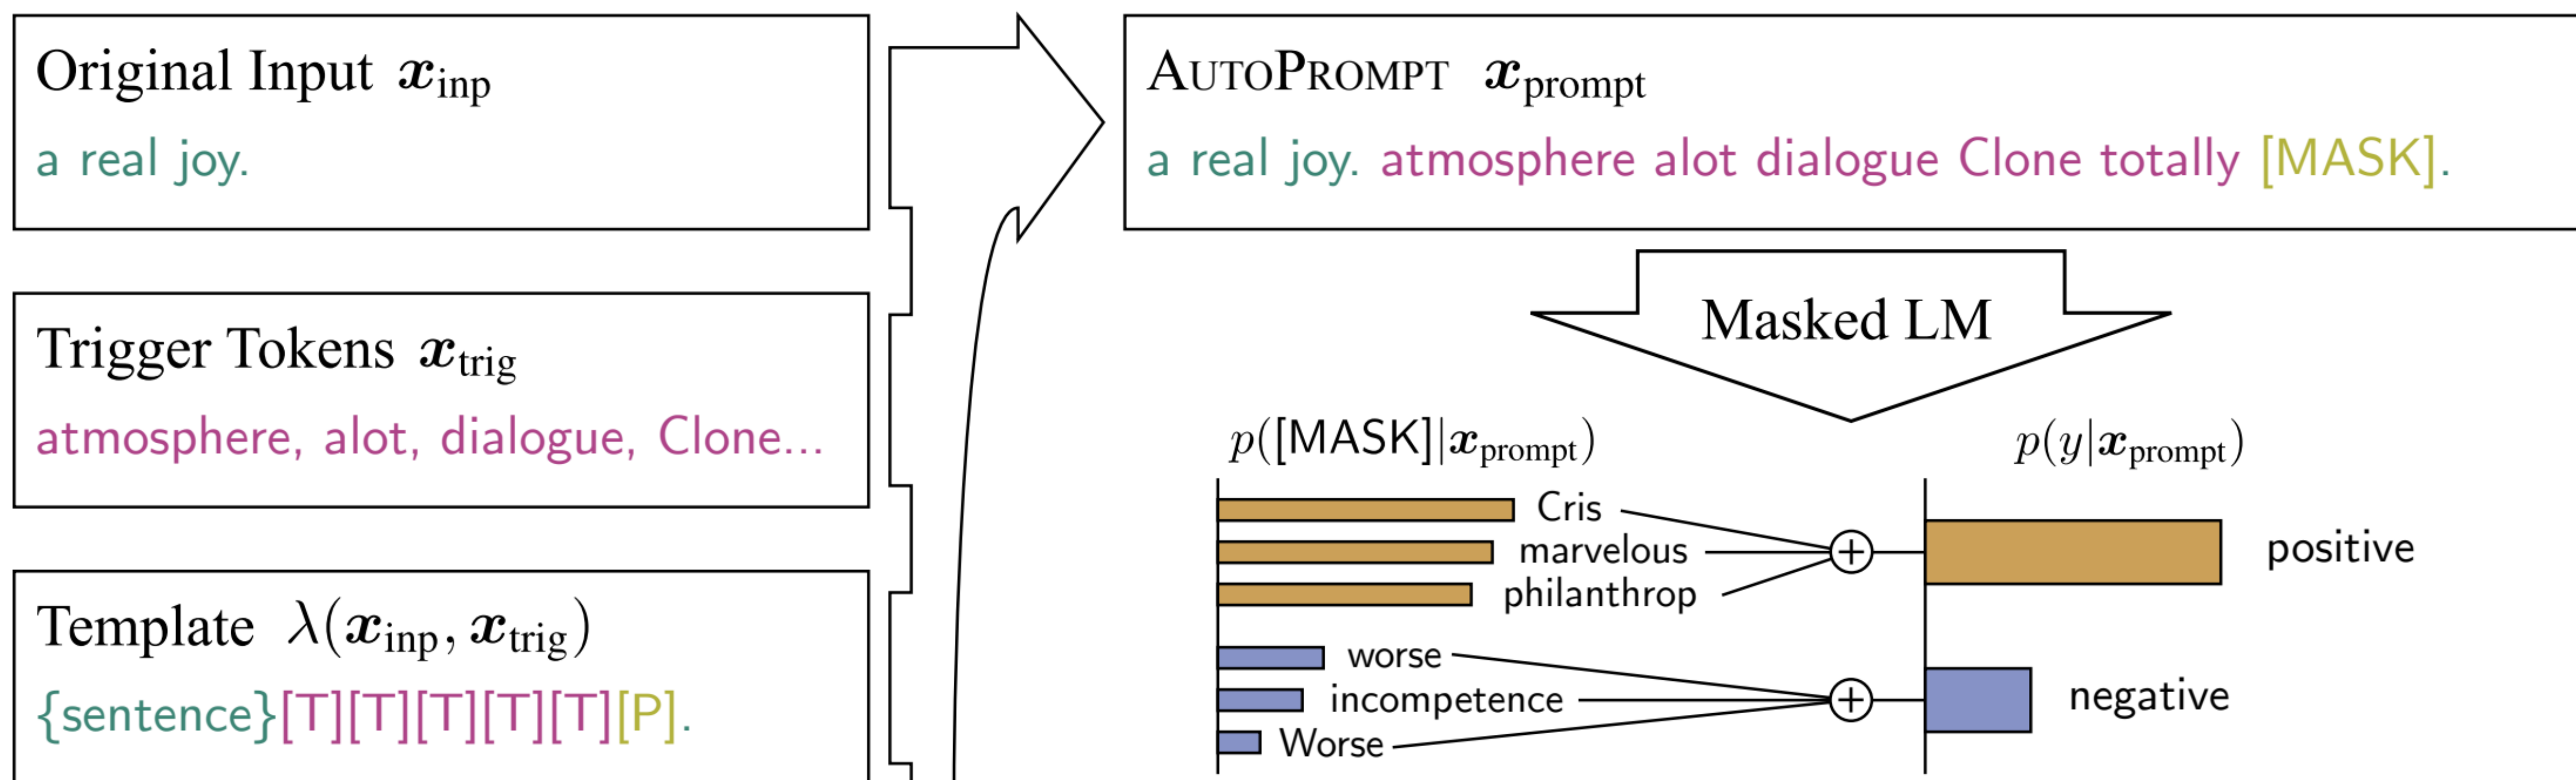 Original Input x_inp
a real joy.
Trigger Tokens x_trig
atmosphere, alot, dialogue, Clone...
Template λ(x_inp, x_trig)
{sentence}[T][T][T][T][T][P].
AUTOPROMPT x_prompt
a real joy. atmosphere alot dialogue Clone totally [MASK].
Masked LM
p([MASK]|x_prompt)
Cris
marvelous
philanthrop
worse
incompetence
Worse
p(y|x_prompt)
+
positive
+
negative